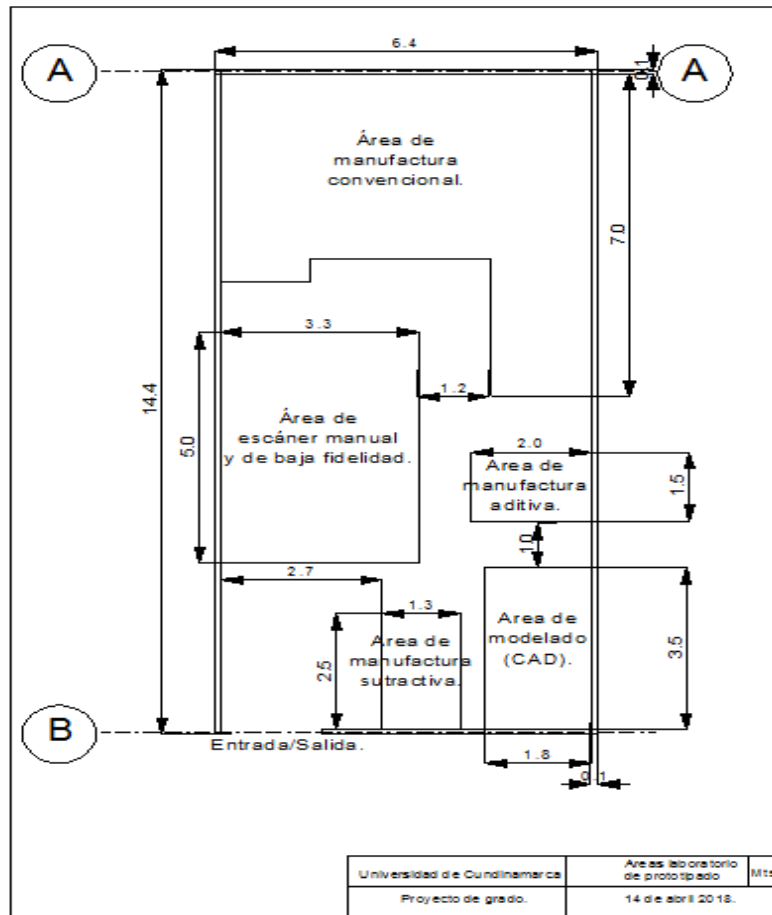 6.4
A
A
0.1
Área de
manufactura
convencional.
7.0
3.3
14.4
1.2
5.0
Área de
escáner manual
y de baja fidelidad.
2.0
Area de
manufactura
aditiva.
1.5
1.0
2.7
1.3
Area de
modelado
(CAD).
3.5
2.5
Área de
manufactura
sutractiva.
B
Entrada/Salida.
1.8
0.1
Universidad de Cundinamarca
Areas laboratorio
de prototipado
Mts
Proyecto de grado.
14 de abril 2018.